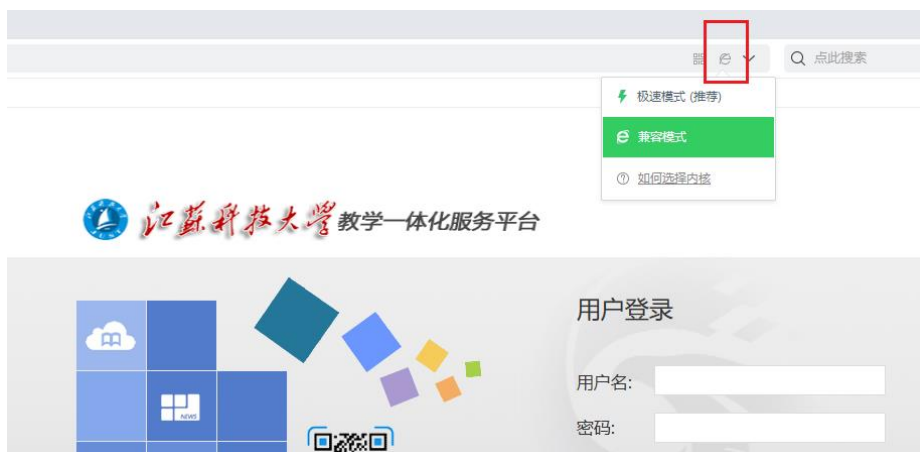 点此搜索
极速模式 (推荐)
兼容模式
如何选择内核
江苏科技大学教学一体化服务平台
用户登录
NEWS
用户名:
密码: